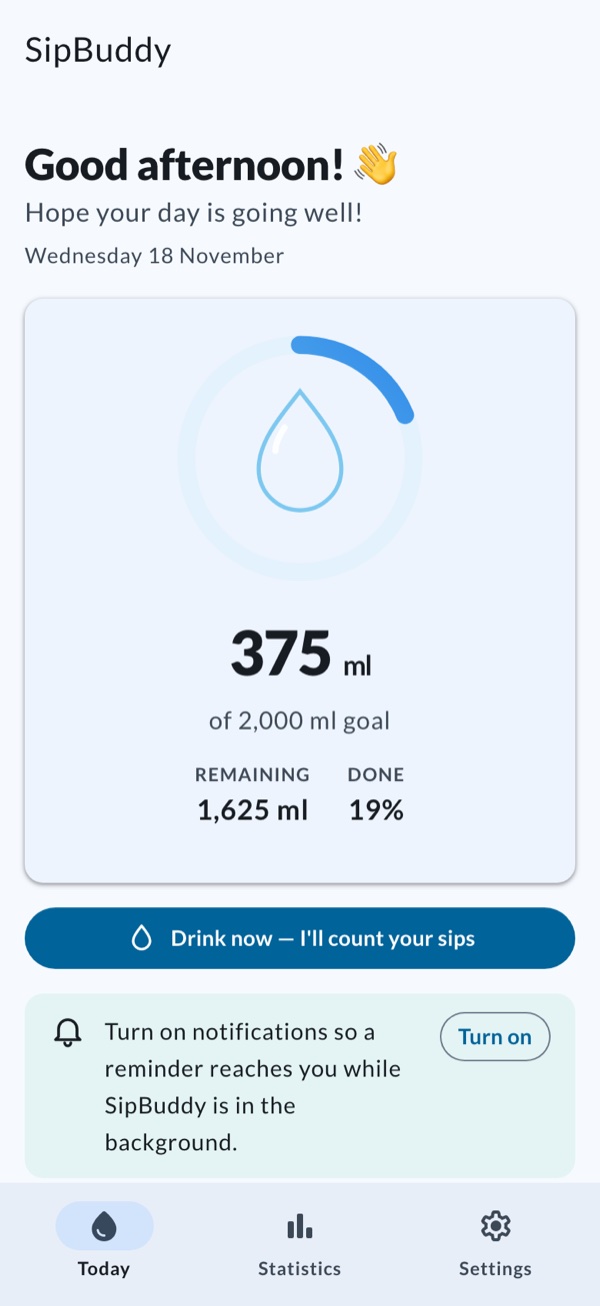 SipBuddy
Good afternoon! 👋
Hope your day is going well!
Wednesday 18 November
375 ml
of 2,000 ml goal
REMAINING DONE
1,625 ml 19%
Drink now — I'll count your sips
Turn on notifications so a
reminder reaches you while
SipBuddy is in the
background.
Turn on
Today Statistics Settings